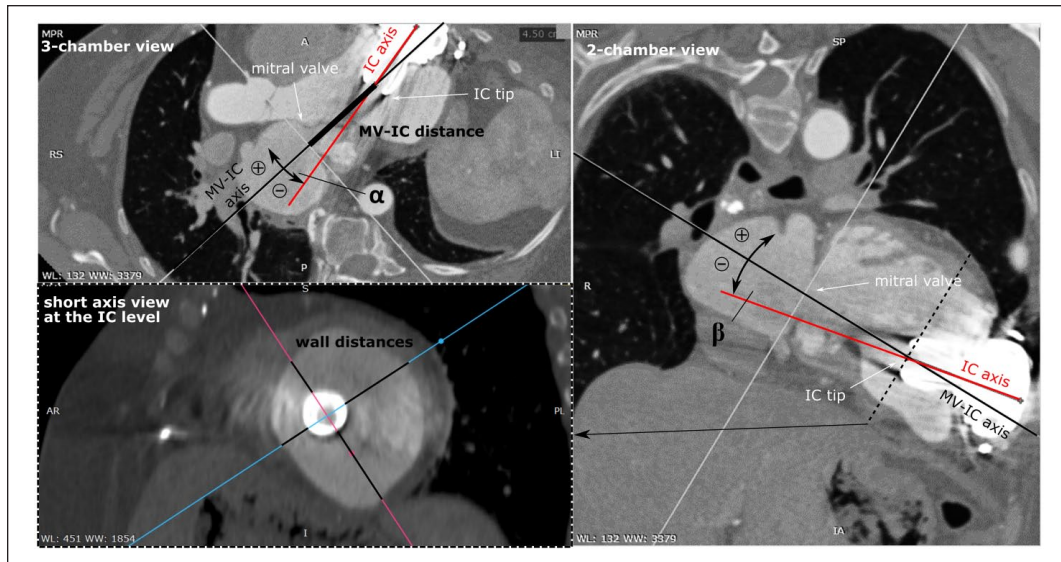 MPR
3-chamber view
A
4.50 cm
IC axis
mitral valve
IC tip
MV-IC distance
RS
LI
MV-IC
axis
⊕
⊖
α
P
WL: 132 WW: 3379
short axis view
at the IC level
S
wall distances
AR
PL
I
WL: 451 WW: 1854
MPR
2-chamber view
SP
⊕
⊖
R
mitral valve
β
IC tip
IC axis
MV-IC axis
IA
WL: 132 WW: 3379